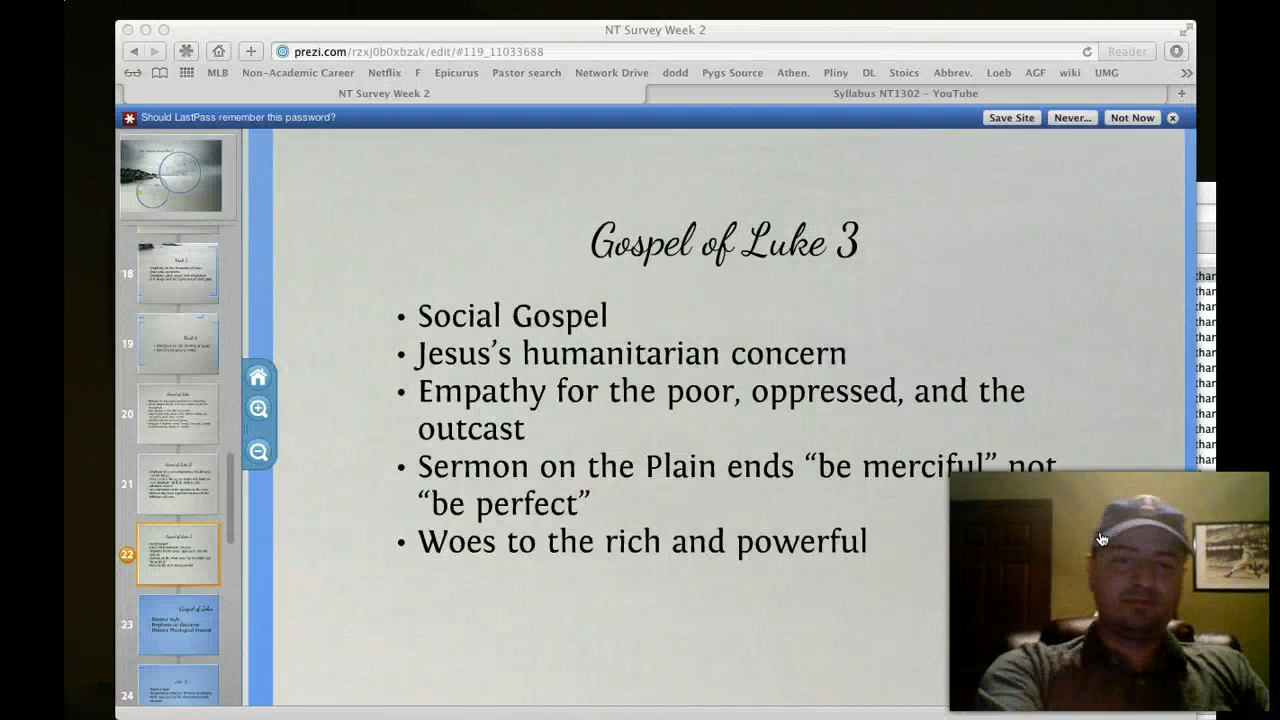 NT Survey Week 2
prezi.com/rzxj0b0xbzak/edit/#119_11033688
Reader
MLB Non-Academic Career Netflix F Epicurus Pastor search Network Drive dodd Pygs Source Athen. Pliny DL Stoics Abbrev. Loeb AGF wiki UMG
NT Survey Week 2
Syllabus NT1302 – YouTube
Should LastPass remember this password?
Save Site
Never...
Not Now
Gospel of Luke 3
• Social Gospel
• Jesus's humanitarian concern
• Empathy for the poor, oppressed, and the
outcast
• Sermon on the Plain ends “be merciful” not
“be perfect”
• Woes to the rich and powerful
18
19
20
21
22
23
24